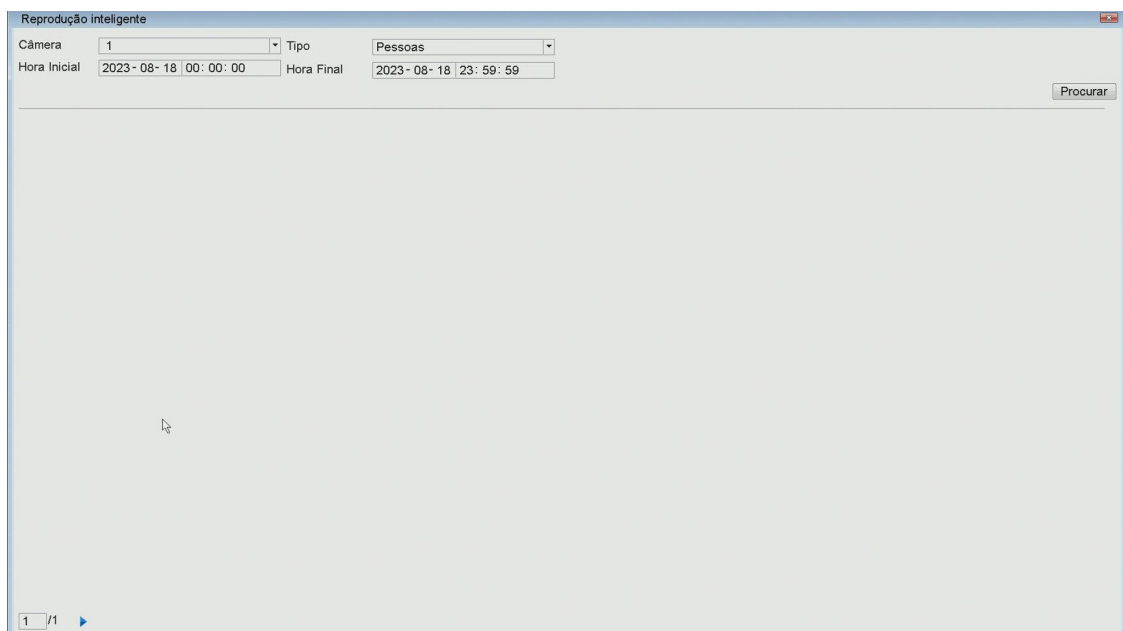 Reprodução inteligente
Câmera 1 Tipo Pessoas
Hora Inicial 2023-08-18 00:00:00 Hora Final 2023-08-18 23:59:59
Procurar
1 /1